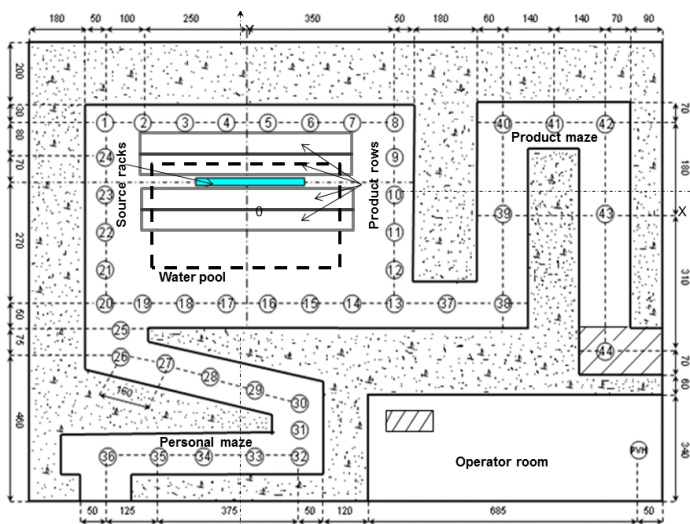 180 50 100 250 350 50 180 60 140 140 70 90
Y
200
30
80
70
270
60
75
460
1 2 3 4 5 6 7 8
40 41 42
70
Product maze
180
24 9
Source racks
Product rows
23 10
0
X
39 43
22 11
310
21 12
Water pool
20 19 18 17 16 15 14 13 37 38
25
26 27 28 29 30
44
70
60
160
31
Personal maze
36 35 34 33 32
Operator room
PVH
340
50 125 375 50 120 685 50